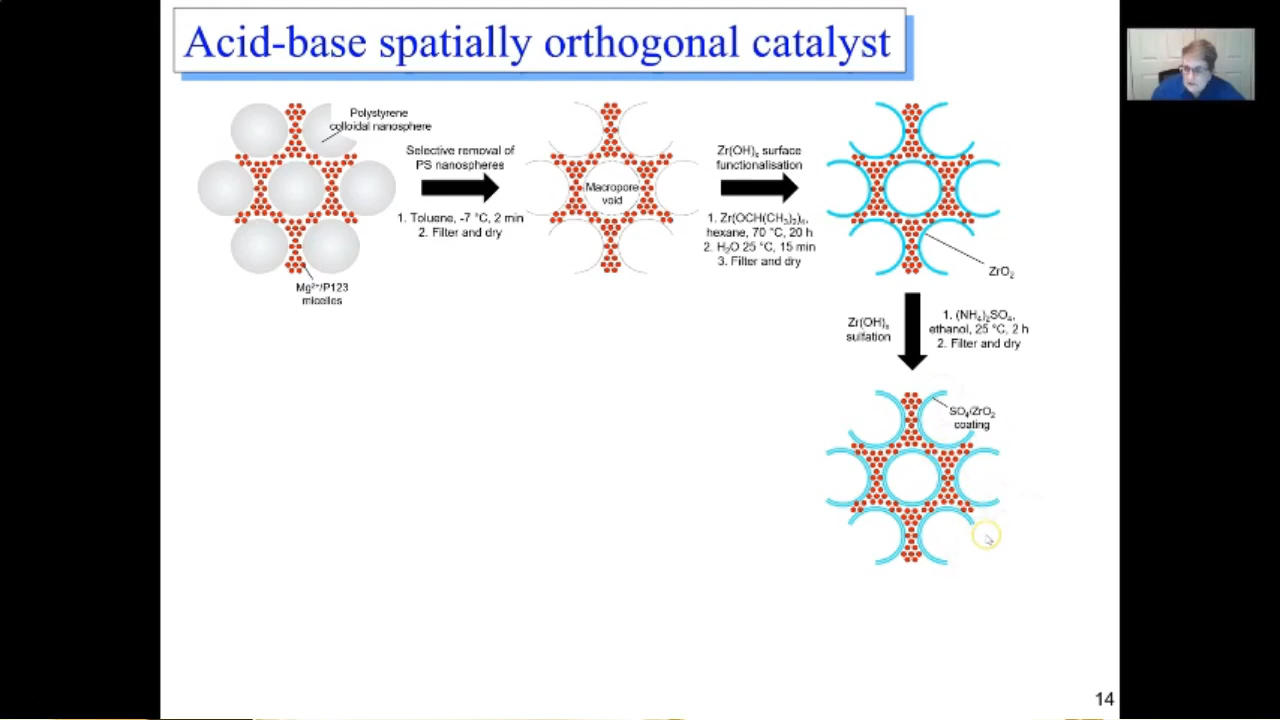 Acid-base spatially orthogonal catalyst
Polystyrene
colloidal nanosphere
Selective removal of
PS nanospheres
1. Toluene, -7 °C, 2 min
2. Filter and dry
Mg²⁺/P123
micelles
Macropore
void
Zr(OH)ₓ surface
functionalisation
1. Zr(OCH(CH₃)₂)₄,
hexane, 70 °C, 20 h
2. H₂O 25 °C, 15 min
3. Filter and dry
ZrO₂
Zr(OH)ₓ
sulfation
1. (NH₄)₂SO₄,
ethanol, 25 °C, 2 h
2. Filter and dry
SO₄/ZrO₂
coating
14